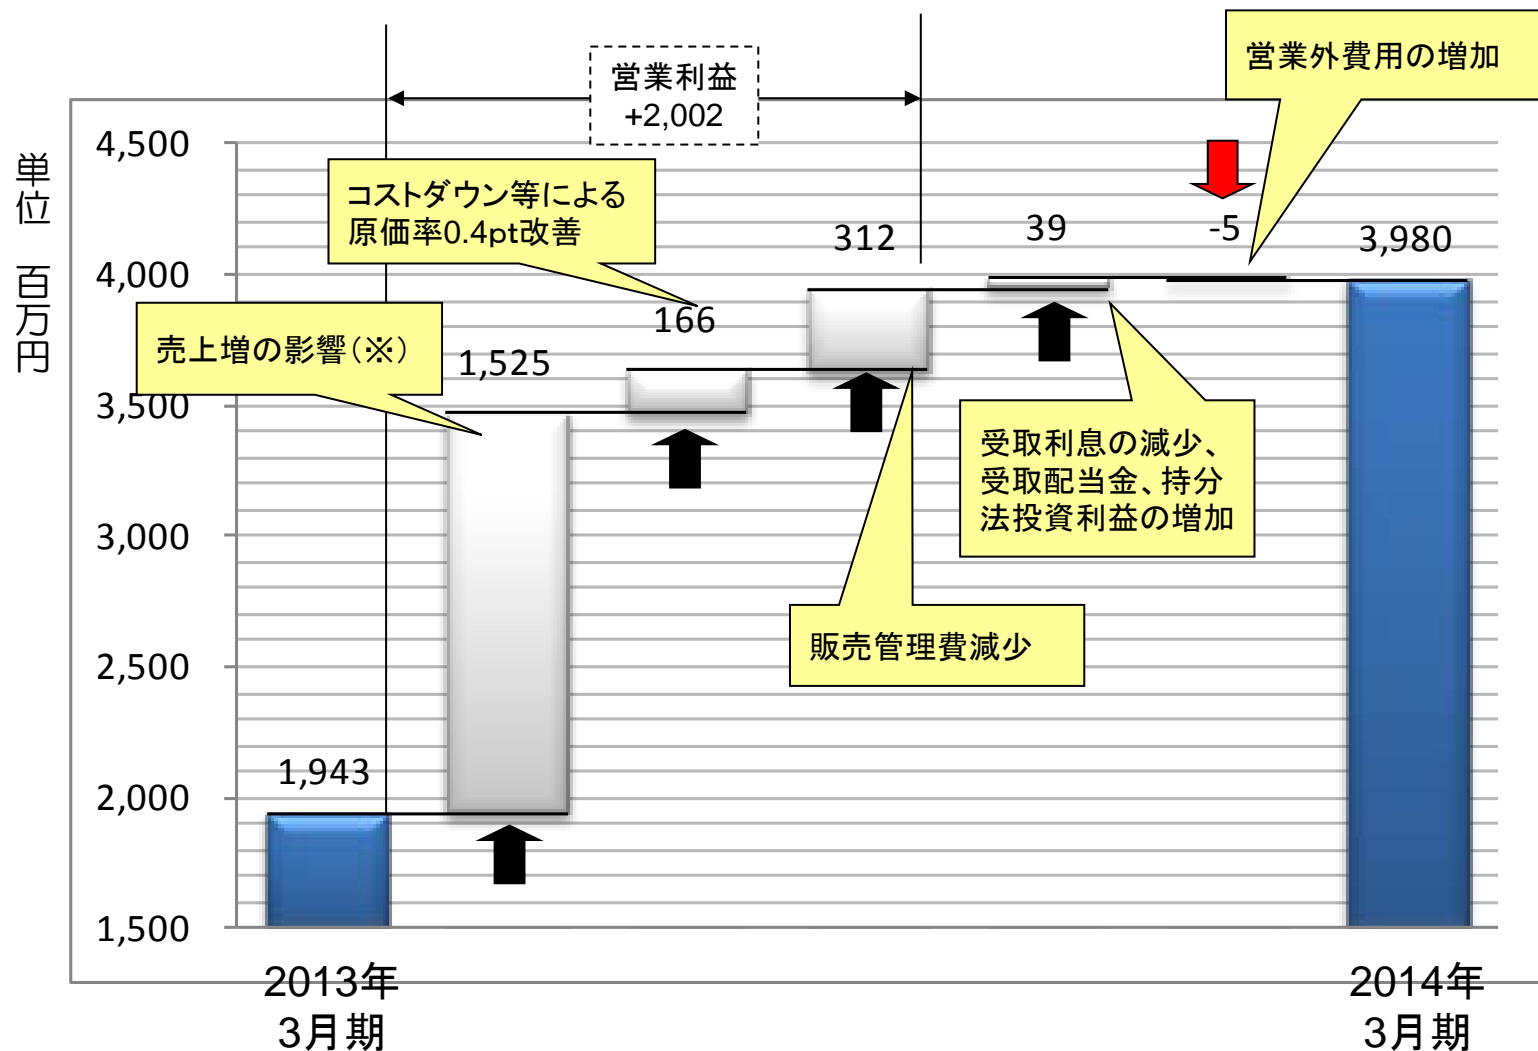 営業外費用の増加
営業利益
+2,002
単位 百万円
4,500
4,000
3,500
3,000
2,500
2,000
1,500
コストダウン等による
原価率0.4pt改善
売上増の影響(※)
1,943
1,525
166
312
39
-5
3,980
受取利息の減少、
受取配当金、持分
法投資利益の増加
販売管理費減少
2013年
3月期
2014年
3月期